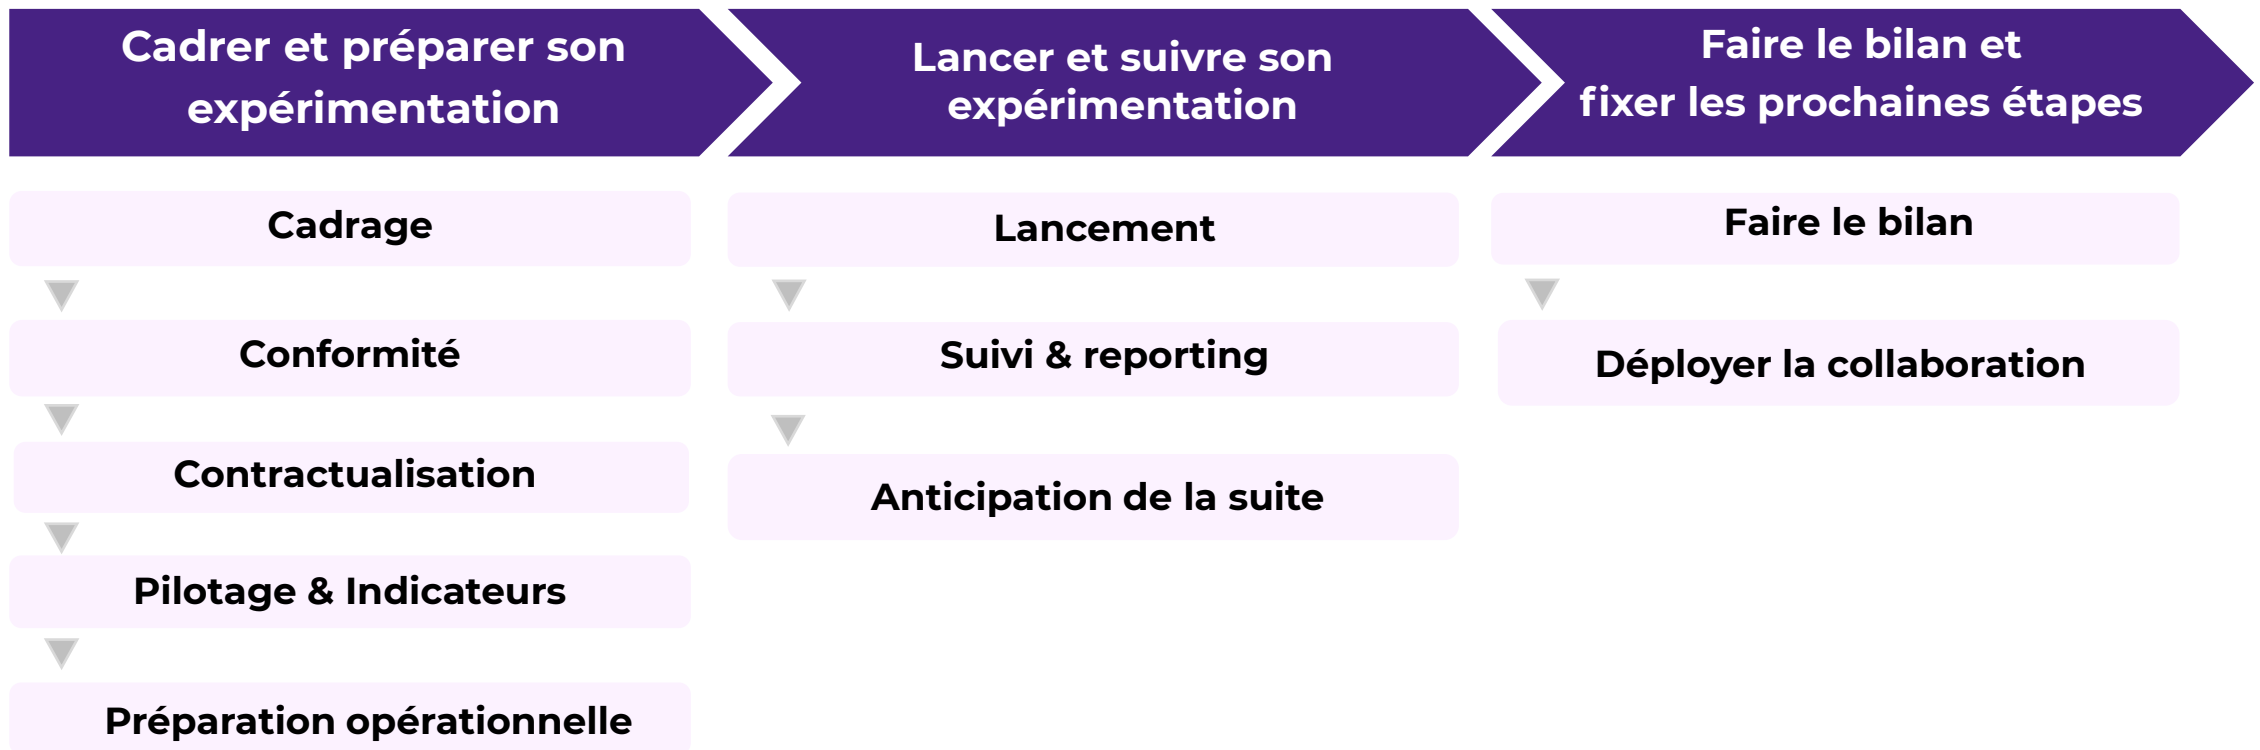 Cadrer et préparer son
expérimentation
Lancer et suivre son
expérimentation
Faire le bilan et
fixer les prochaines étapes
Cadrage
Conformité
Contractualisation
Pilotage & Indicateurs
Préparation opérationnelle
Lancement
Suivi & reporting
Anticipation de la suite
Faire le bilan
Déployer la collaboration